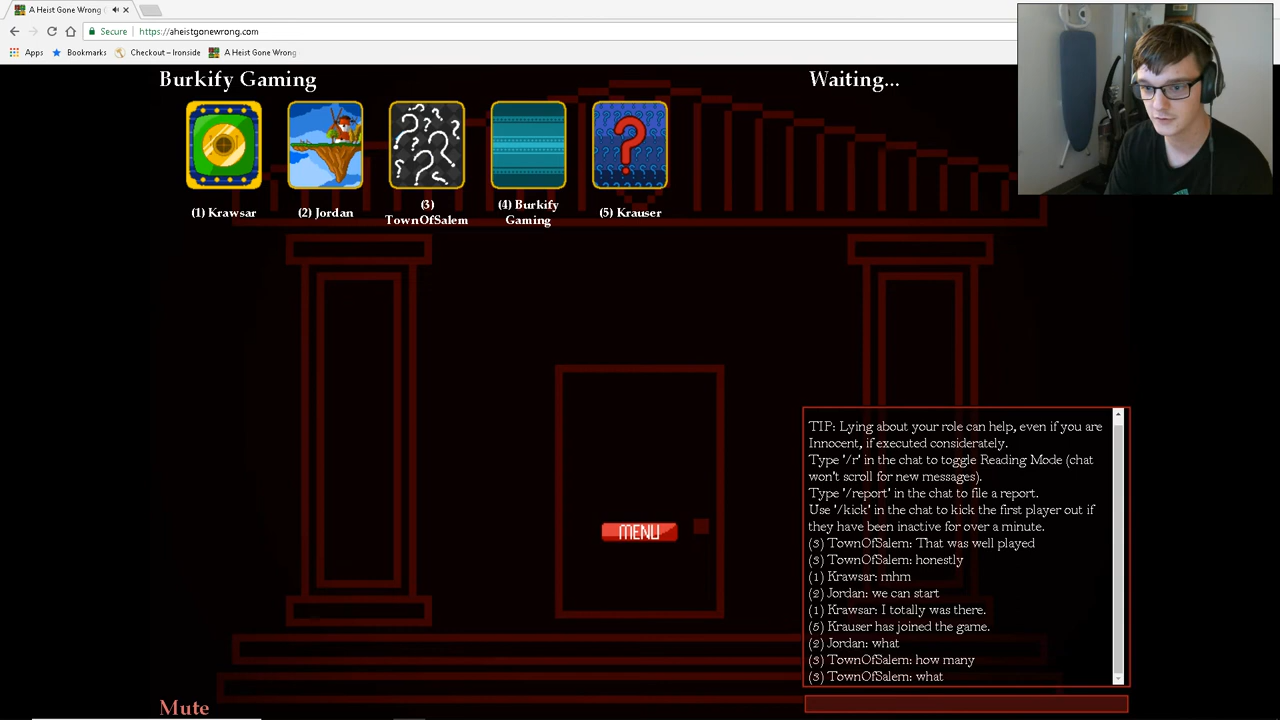 A Heist Gone Wrong
Secure
https://aheistgonewrong.com
Apps
Bookmarks
Checkout – Ironside
A Heist Gone Wrong
Burkify Gaming
Waiting...
(1) Krawsar
(2) Jordan
(3)
TownOfSalem
(4) Burkify
Gaming
(5) Krauser
MENU
TIP: Lying about your role can help, even if you are
Innocent, if executed considerately.
Type '/r' in the chat to toggle Reading Mode (chat
won't scroll for new messages).
Type '/report' in the chat to file a report.
Use '/kick' in the chat to kick the first player out if
they have been inactive for over a minute.
(3) TownOfSalem: That was well played
(3) TownOfSalem: honestly
(1) Krawsar: mhm
(2) Jordan: we can start
(1) Krawsar: I totally was there.
(5) Krauser has joined the game.
(2) Jordan: what
(3) TownOfSalem: how many
(3) TownOfSalem: what
Mute